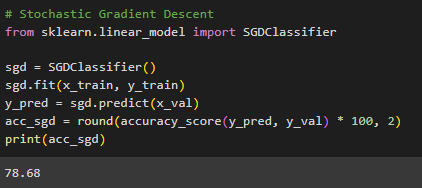 # Stochastic Gradient Descent
from sklearn.linear_model import SGDClassifier
sgd = SGDClassifier()
sgd.fit(x_train, y_train)
y_pred = sgd.predict(x_val)
acc_sgd = round(accuracy_score(y_pred, y_val) * 100, 2)
print(acc_sgd)
78.68